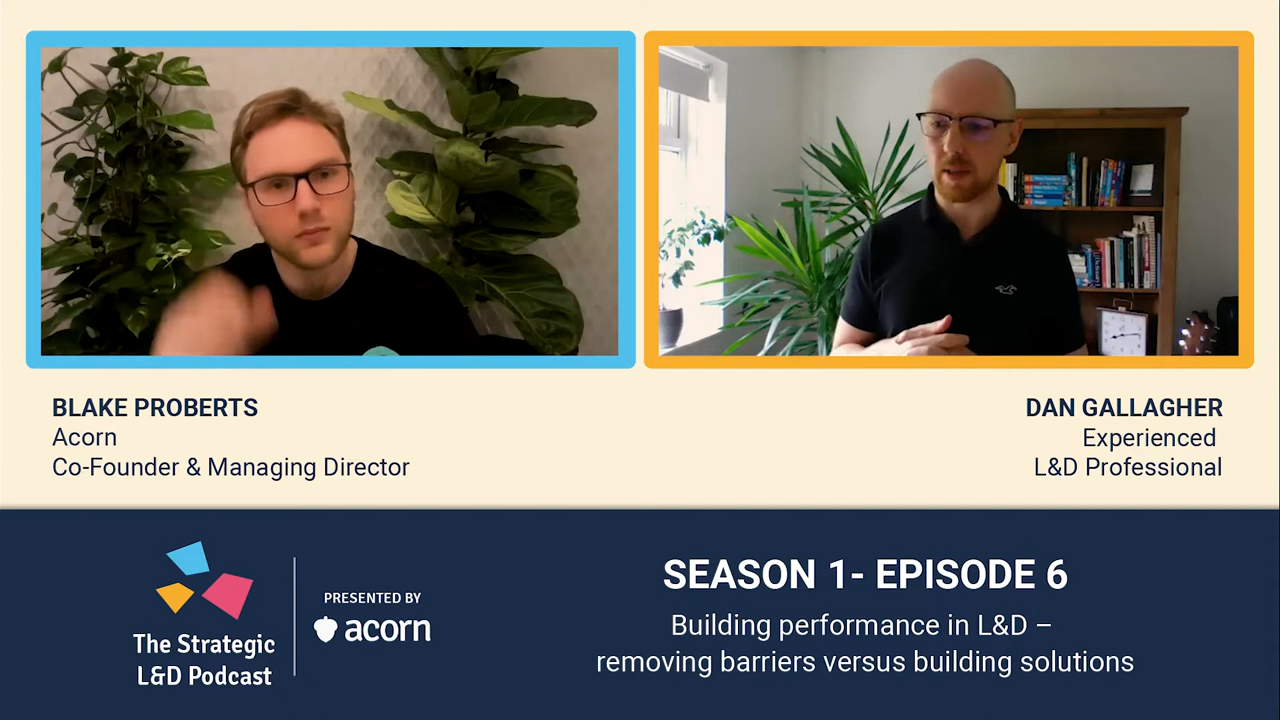 BLAKE PROBERTS
Acorn
Co-Founder & Managing Director
DAN GALLAGHER
Experienced
L&D Professional
The Strategic
L&D Podcast
PRESENTED BY
acorn
SEASON 1- EPISODE 6
Building performance in L&D –
removing barriers versus building solutions